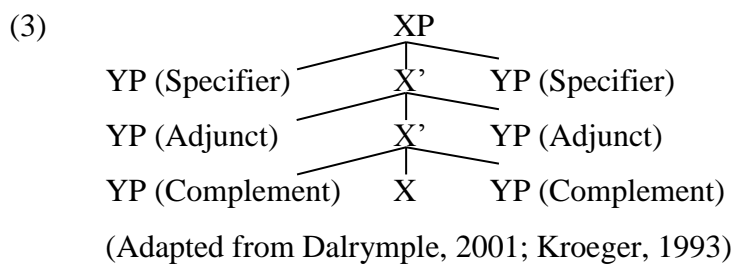 (3) XP
YP (Specifier) X’ YP (Specifier)
YP (Adjunct) X’ YP (Adjunct)
YP (Complement) X YP (Complement)
(Adapted from Dalrymple, 2001; Kroeger, 1993)